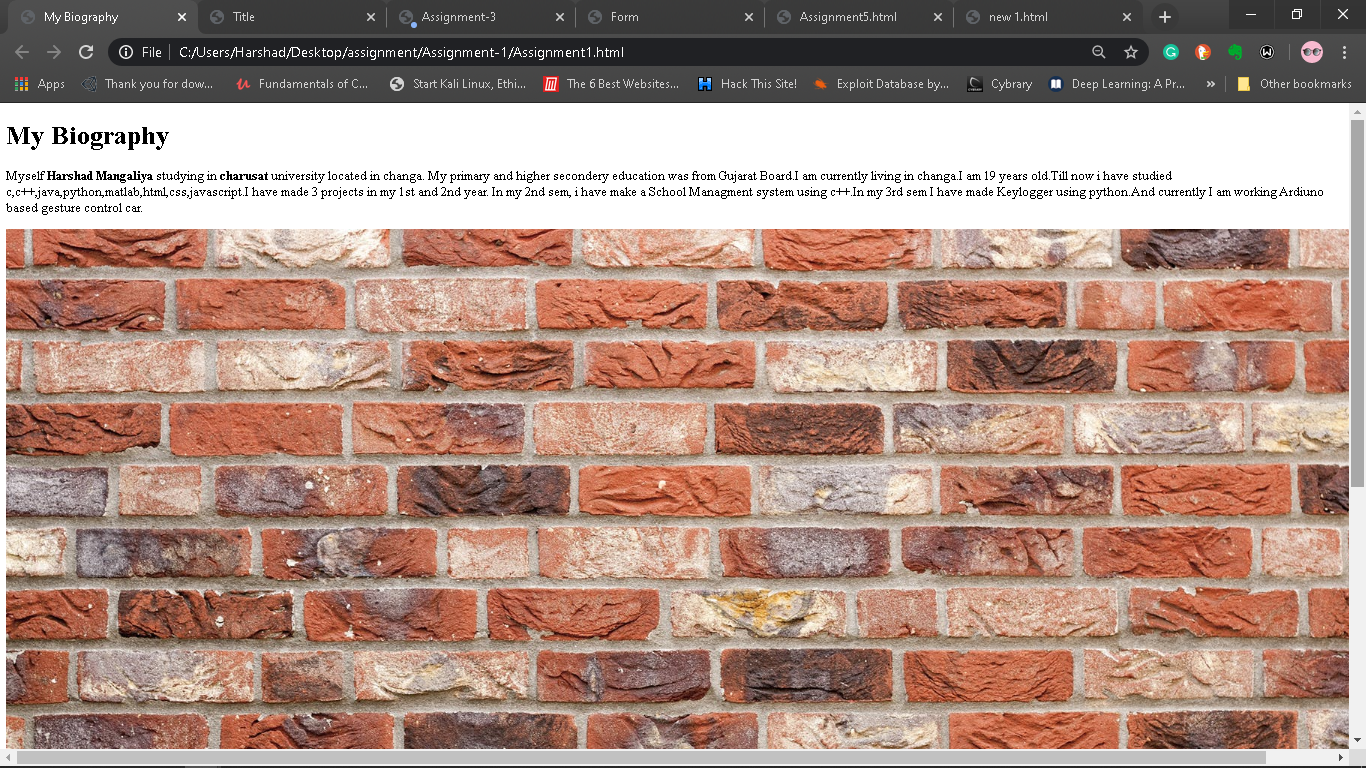 My Biography
Title
Assignment-3
Form
Assignment5.html
new 1.html
File
C:/Users/Harshad/Desktop/assignment/Assignment-1/Assignment1.html
Apps
Thank you for dow...
Fundamentals of C...
Start Kali Linux, Ethi...
The 6 Best Websites...
Hack This Site!
Exploit Database by...
Cybrary
Deep Learning: A Pr...
»
Other bookmarks
My Biography
Myself Harshad Mangaliya studying in charusat university located in changa. My primary and higher secondery education was from Gujarat Board.I am currently living in changa.I am 19 years old.Till now i have studied
c,c++,java,python,matlab,html,css,javascript.I have made 3 projects in my 1st and 2nd year. In my 2nd sem, i have make a School Managment system using c++.In my 3rd sem I have made Keylogger using python.And currently I am working Ardiuno
based gesture control car.